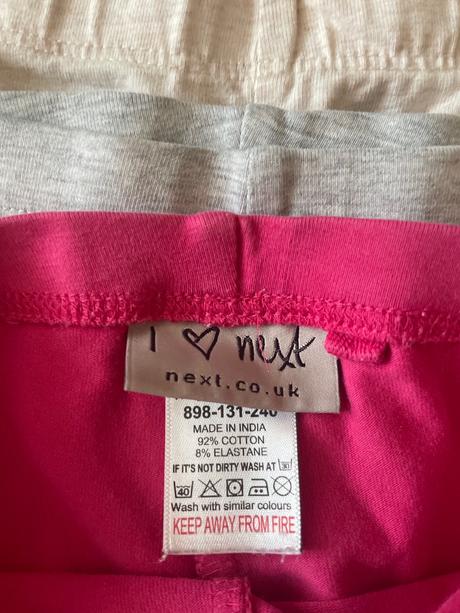 I ♡ next
next.co.uk
898-131-240
MADE IN INDIA
92% COTTON
8% ELASTANE
IF IT'S NOT DIRTY WASH AT 30
40
Wash with similar colours
KEEP AWAY FROM FIRE